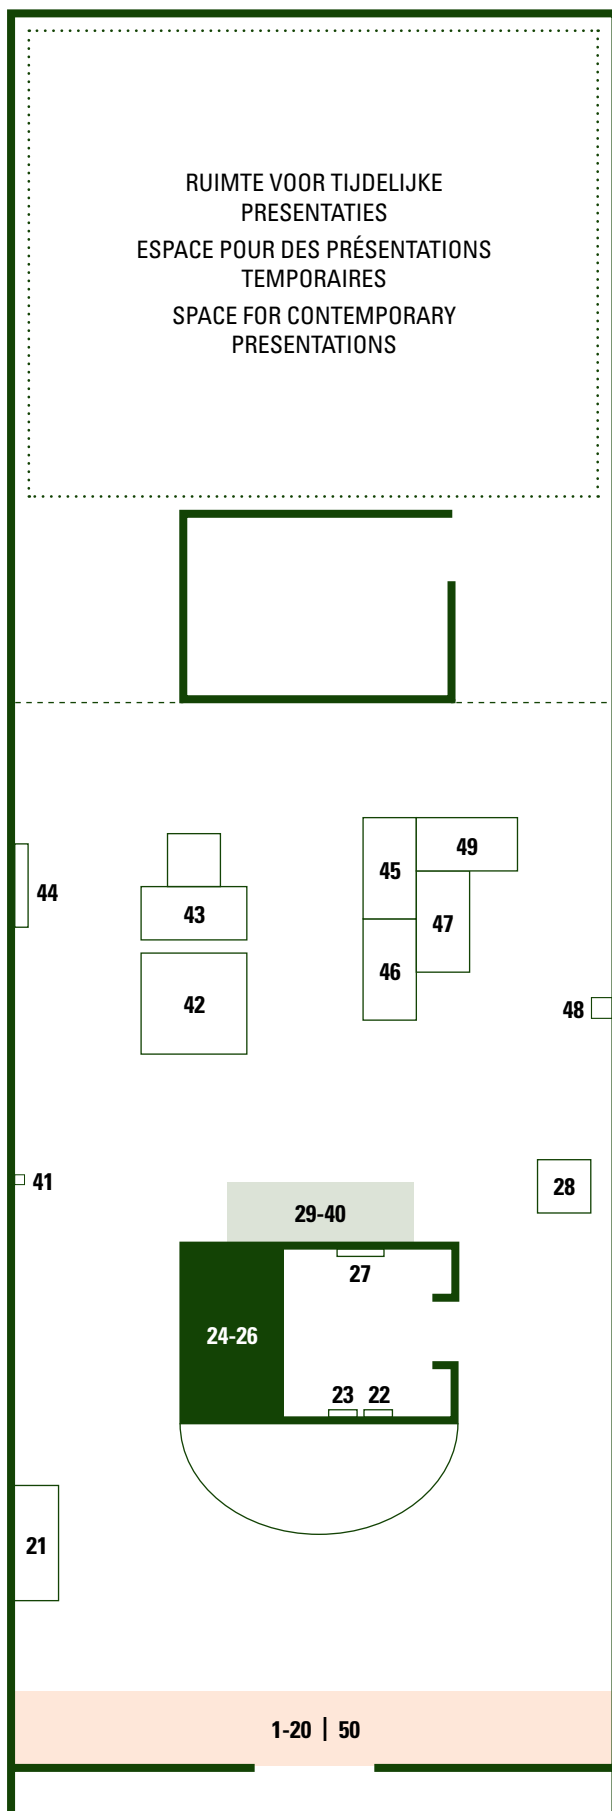 RUIMTE VOOR TIJDELIJKE
PRESENTATIES
ESPACE POUR DES PRÉSENTATIONS
TEMPORAIRES
SPACE FOR CONTEMPORARY
PRESENTATIONS
49
45
44
43
47
46
42
48
41
28
29-40
27
24-26
23 22
21
1-20 | 50